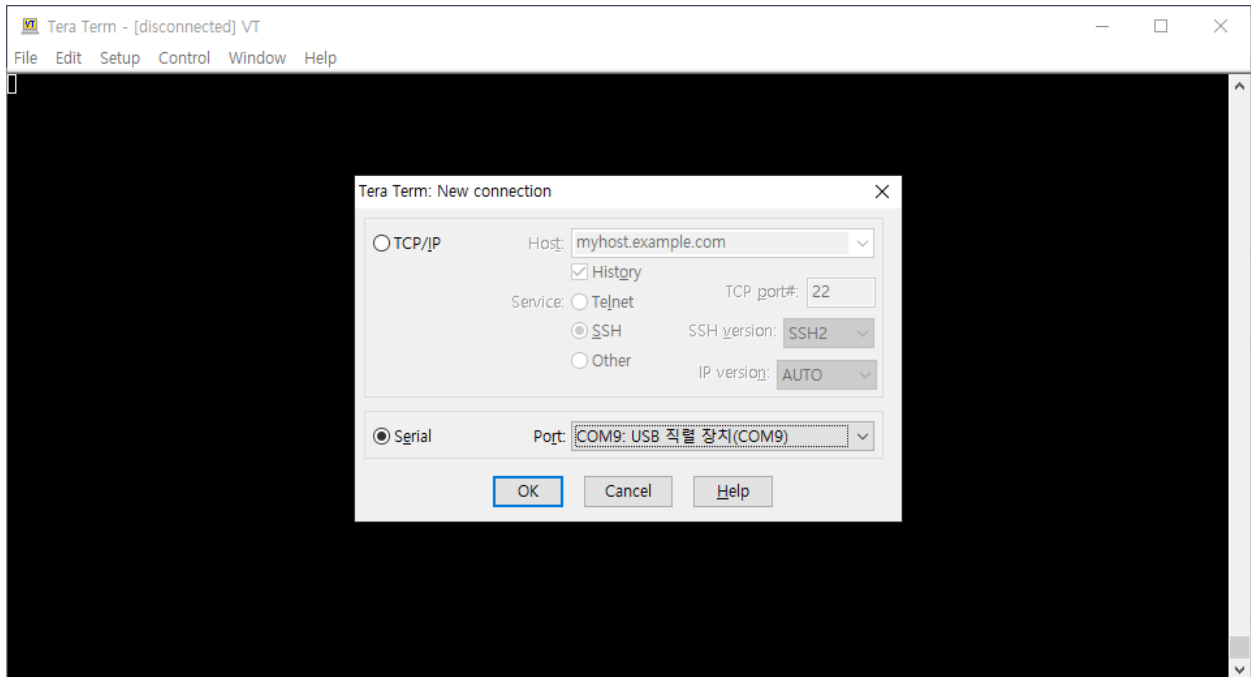 VT Tera Term - [disconnected] VT
File Edit Setup Control Window Help
Tera Term: New connection
TCP/IP Host: myhost.example.com
History
Service: Telnet TCP port#: 22
SSH SSH version: SSH2
Other IP version: AUTO
Serial Port: COM9: USB 직렬 장치(COM9)
OK Cancel Help